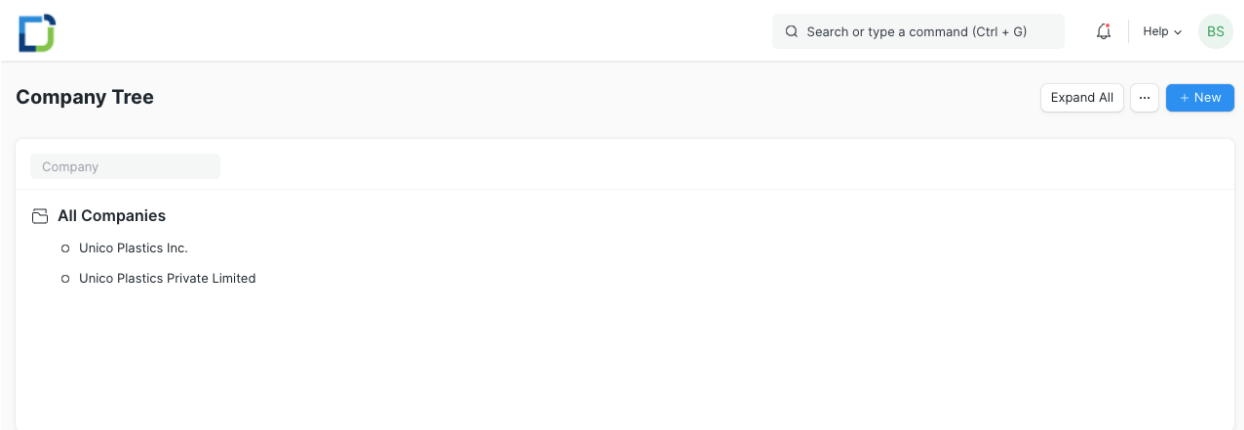 Search or type a command (Ctrl + G)
Help
BS
Company Tree
Expand All
...
+ New
Company
All Companies
Unico Plastics Inc.
Unico Plastics Private Limited